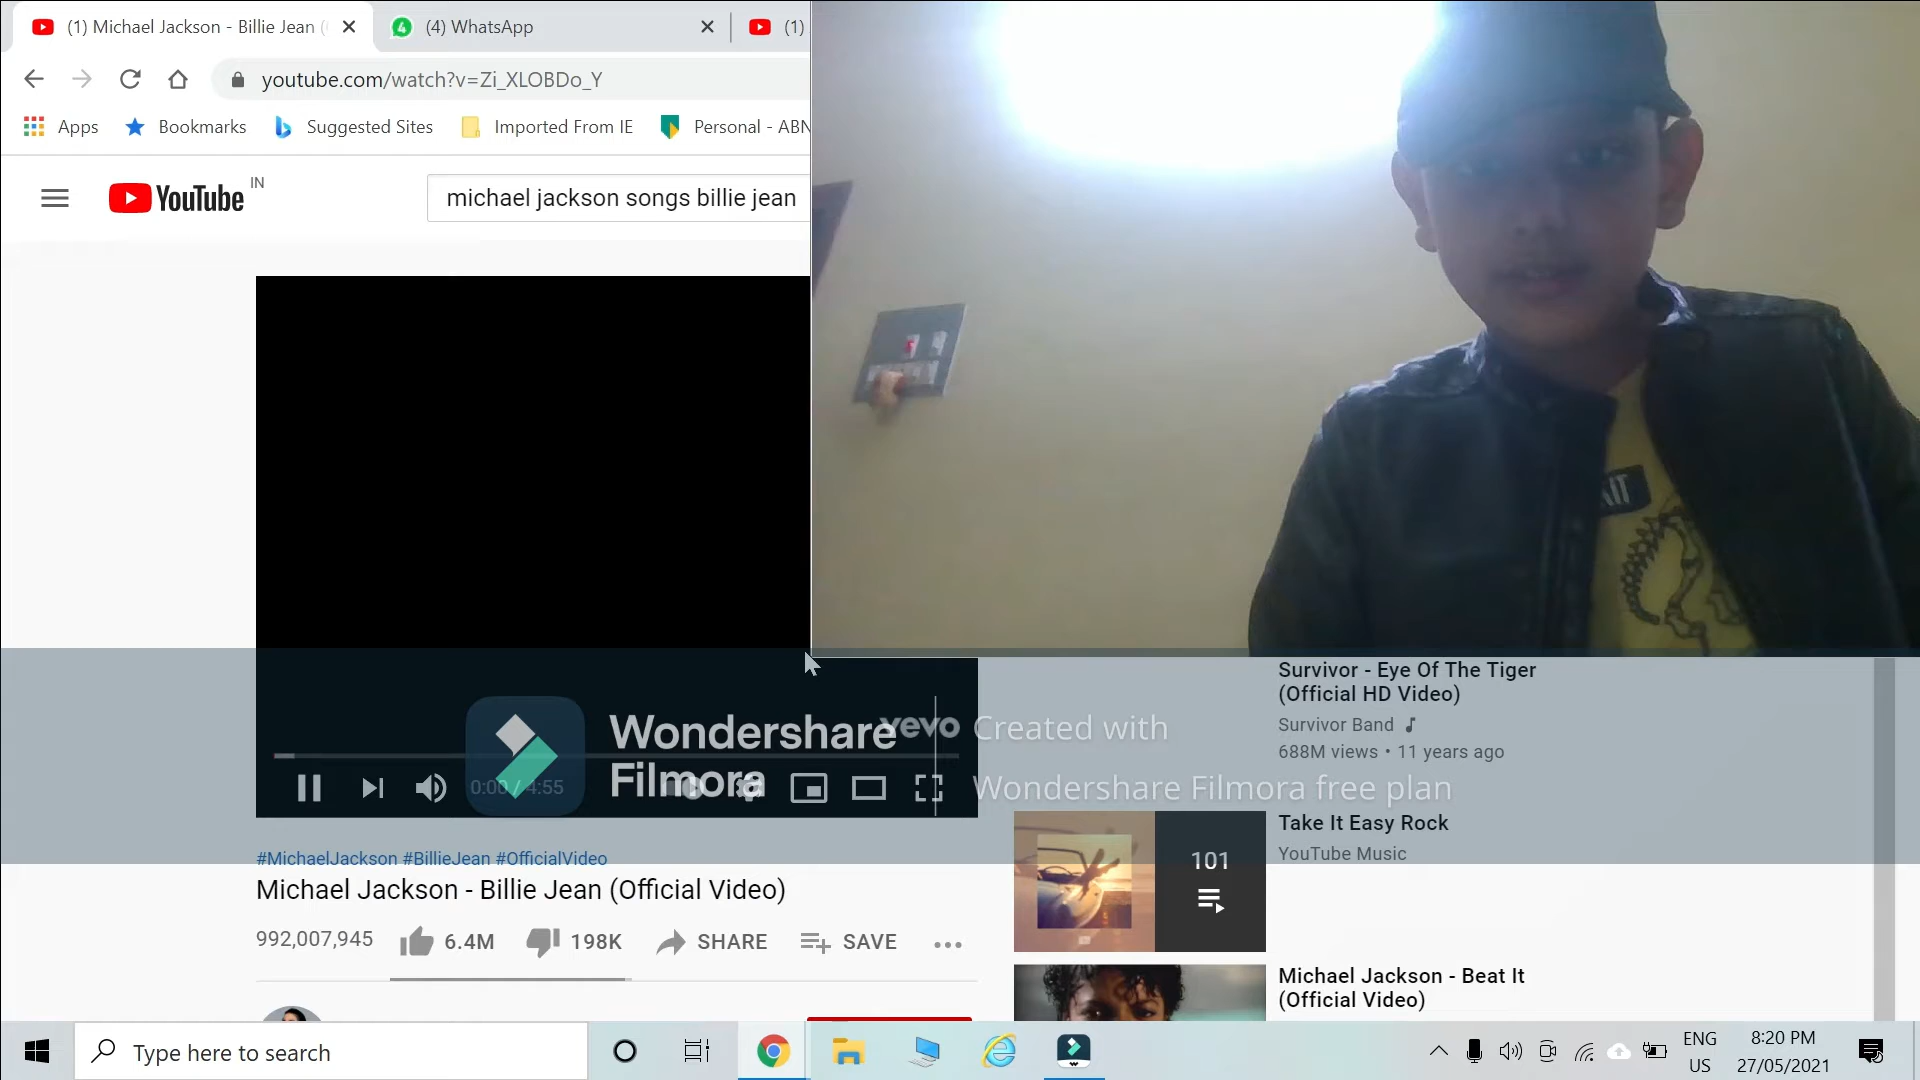 (1) Michael Jackson - Billie Jean (
(4) WhatsApp
(1)
youtube.com/watch?v=Zi_XLOBDo_Y
Apps
Bookmarks
Suggested Sites
Imported From IE
Personal - ABN
YouTube IN
michael jackson songs billie jean
Survivor - Eye Of The Tiger
(Official HD Video)
Survivor Band
688M views • 11 years ago
Wondershare
Filmora
vevo
Created with
Wondershare Filmora free plan
0:00 / 4:55
Take It Easy Rock
YouTube Music
101
#MichaelJackson #BillieJean #OfficialVideo
Michael Jackson - Billie Jean (Official Video)
992,007,945
6.4M
198K
SHARE
SAVE
Michael Jackson - Beat It
(Official Video)
Type here to search
ENG
US
8:20 PM
27/05/2021